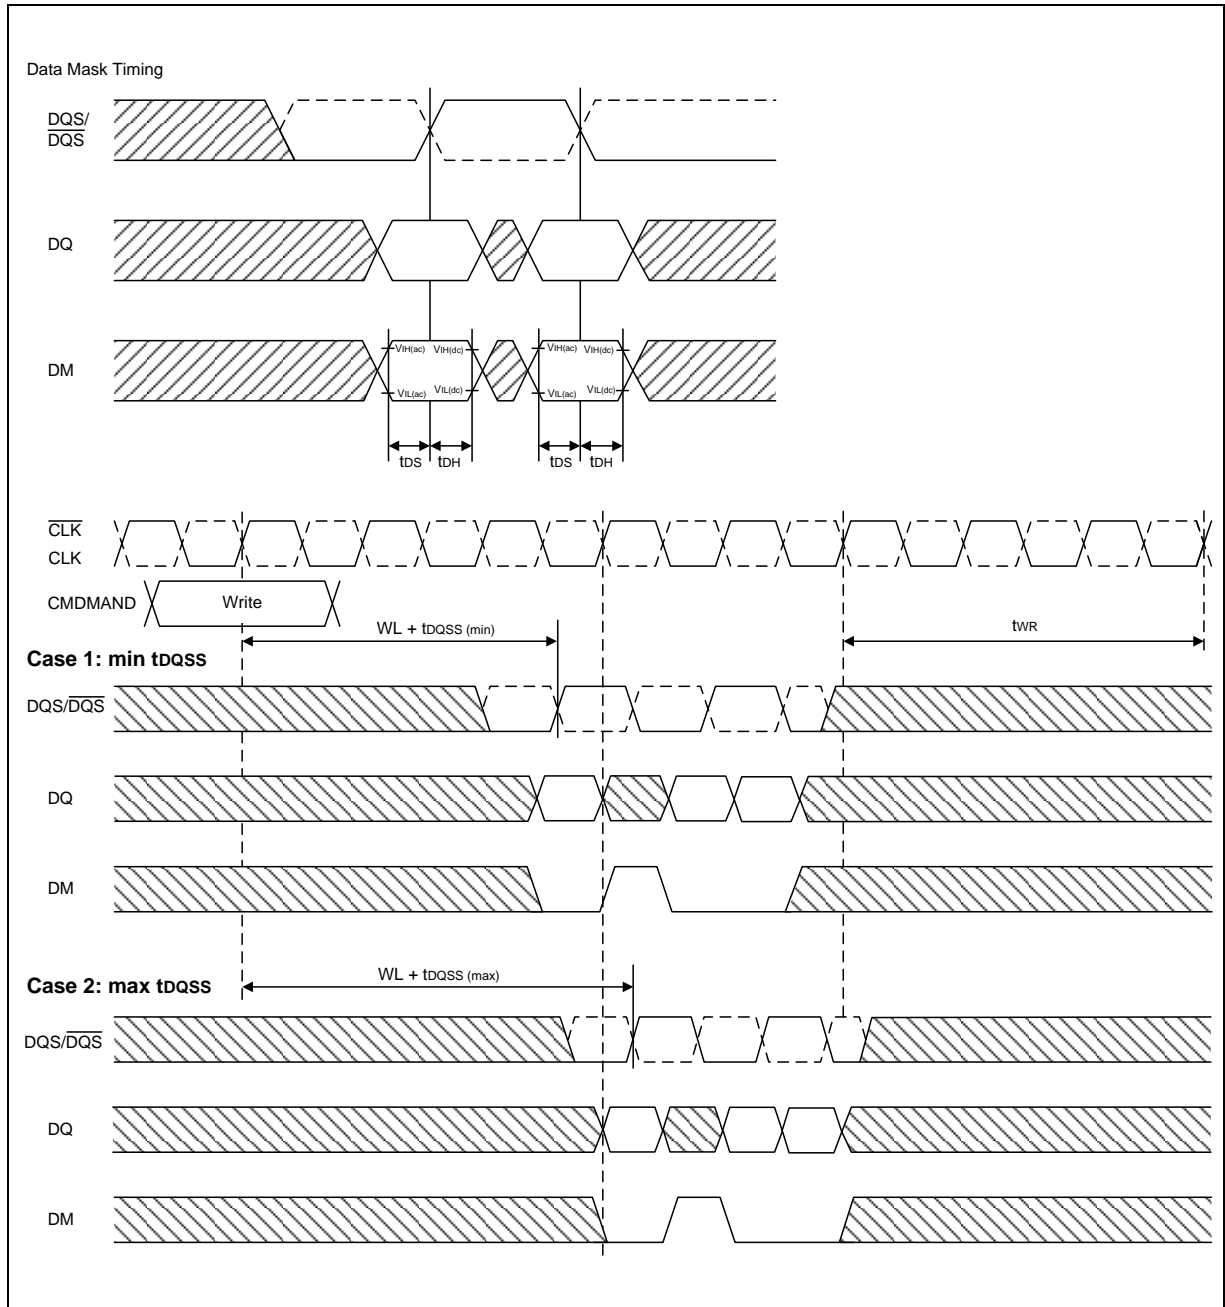 Data Mask Timing
DQS/
DQS
DQ
DM
VIH(ac) VIH(dc) VIH(ac) VIH(dc)
VIL(ac) VIL(dc) VIL(ac) VIL(dc)
tDS tDH tDS tDH
CLK
CLK
CMDMAND Write
WL + tDQSS (min) tWR
Case 1: min tDQSS
DQS/DQS
DQ
DM
Case 2: max tDQSS WL + tDQSS (max)
DQS/DQS
DQ
DM